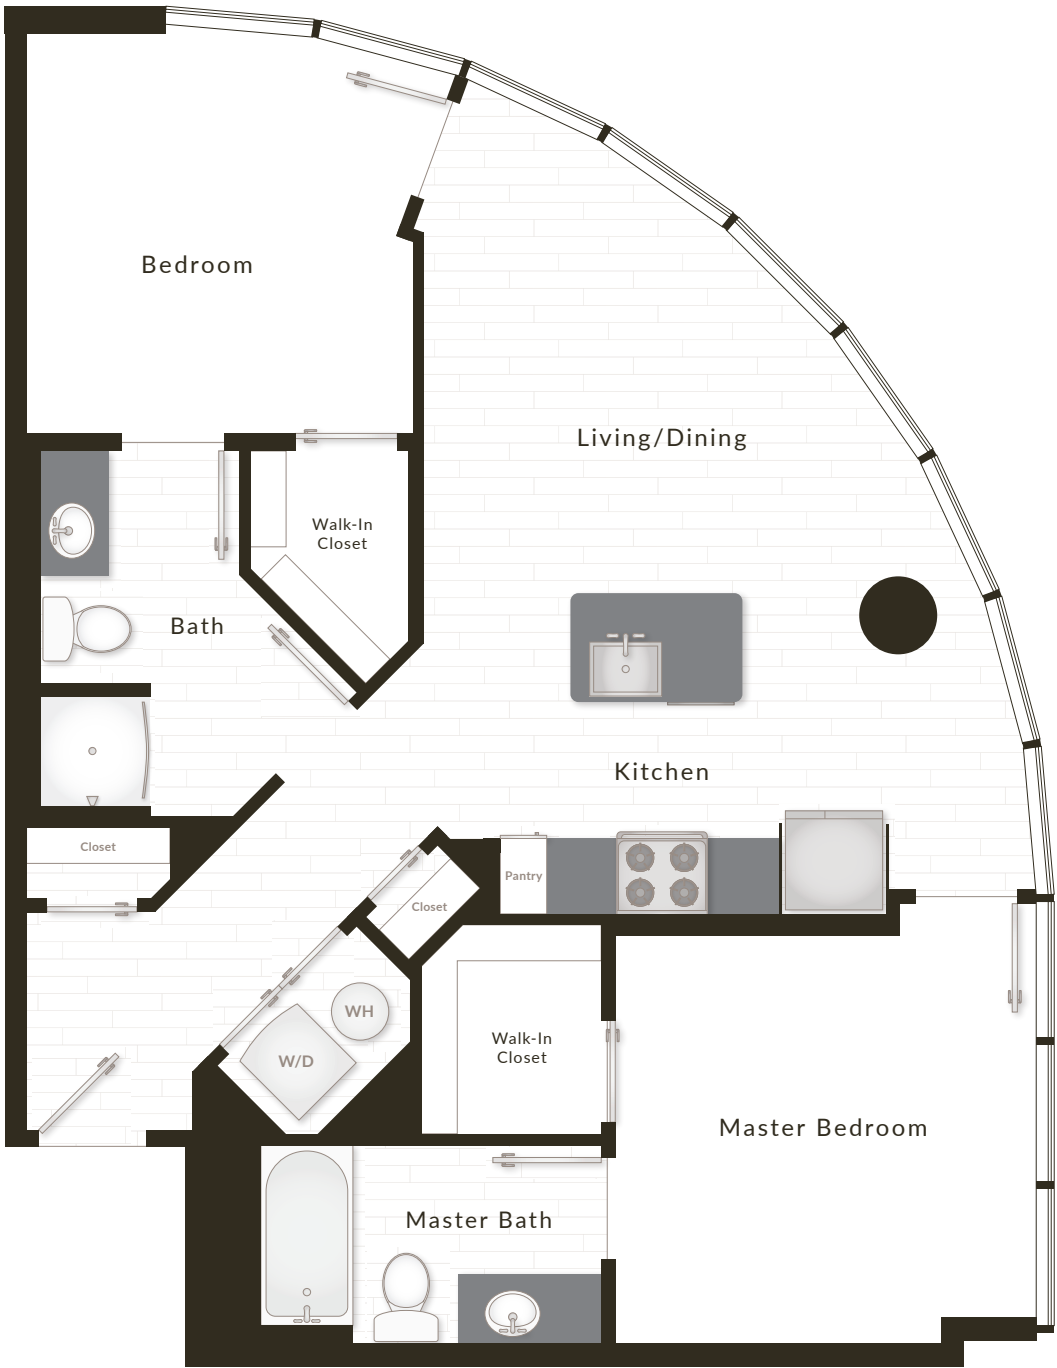 Bedroom
Living/Dining
Walk-In
Closet
Bath
Kitchen
Closet
Pantry
Closet
WH
W/D
Walk-In
Closet
Master Bedroom
Master Bath